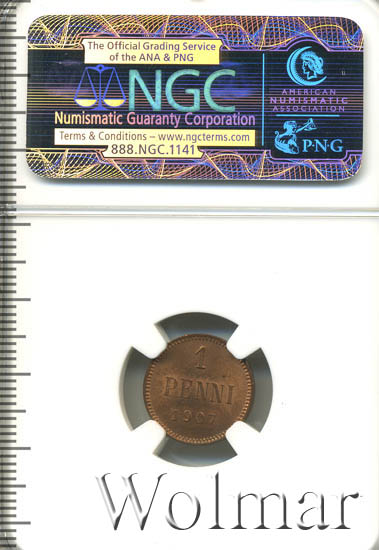 The Official Grading Service
of the ANA & PNG
NGC
Numismatic Guaranty Corporation
Terms & Conditions – www.ngcterms.com
888.NGC.1141
AMERICAN
NUMISMATIC
ASSOCIATION
P·N·G
1
PENNI
1907
Wolmar